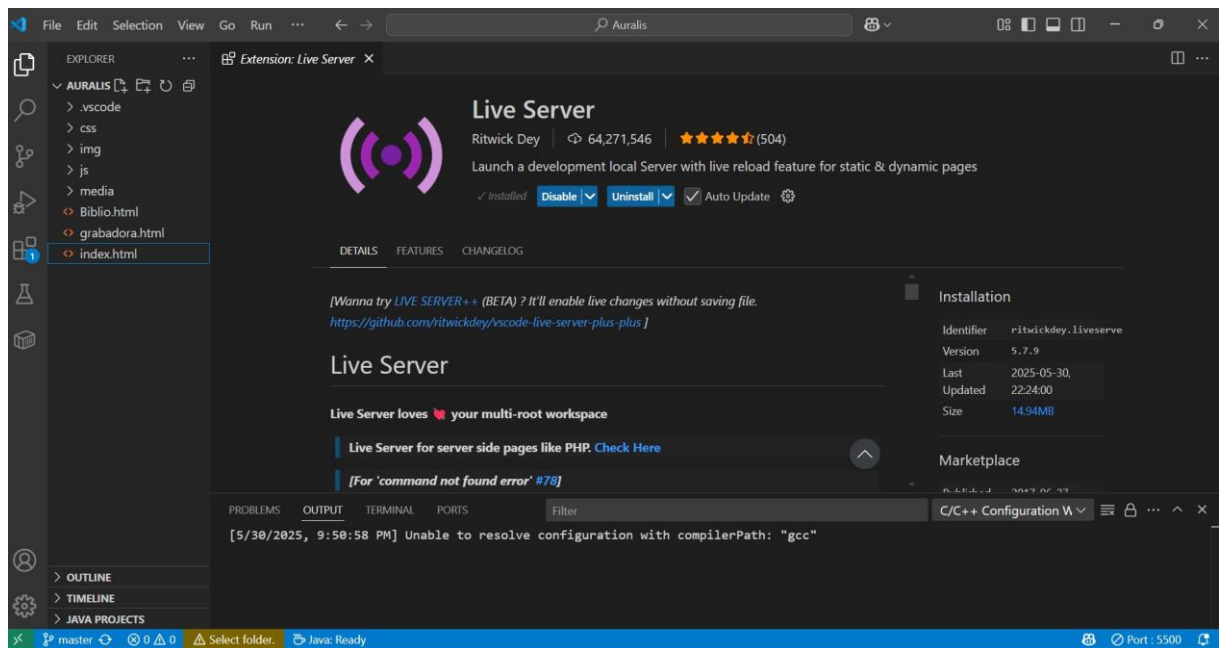 File Edit Selection View Go Run ··· Auralis
EXPLORER ···
AURALIS
.vscode
css
img
js
media
Biblio.html
grabadora.html
index.html
OUTLINE
TIMELINE
JAVA PROJECTS
1
Extension: Live Server
Live Server
Ritwick Dey 64,271,546 (504)
Launch a development local Server with live reload feature for static & dynamic pages
Installed Disable Uninstall Auto Update
DETAILS FEATURES CHANGELOG
[Wanna try LIVE SERVER++ (BETA) ? It'll enable live changes without saving file.
https://github.com/ritwickdey/vscode-live-server-plus-plus ]
Live Server
Live Server loves your multi-root workspace
Live Server for server side pages like PHP. Check Here
[For 'command not found error' #78]
Installation
Identifier ritwickdey.liveserve
Version 5.7.9
Last 2025-05-30,
Updated 22:24:00
Size 14.94MB
Marketplace
PROBLEMS OUTPUT TERMINAL PORTS Filter C/C++ Configuration W
[5/30/2025, 9:50:58 PM] Unable to resolve configuration with compilerPath: "gcc"
master 0 0 Select folder. Java: Ready Port : 5500